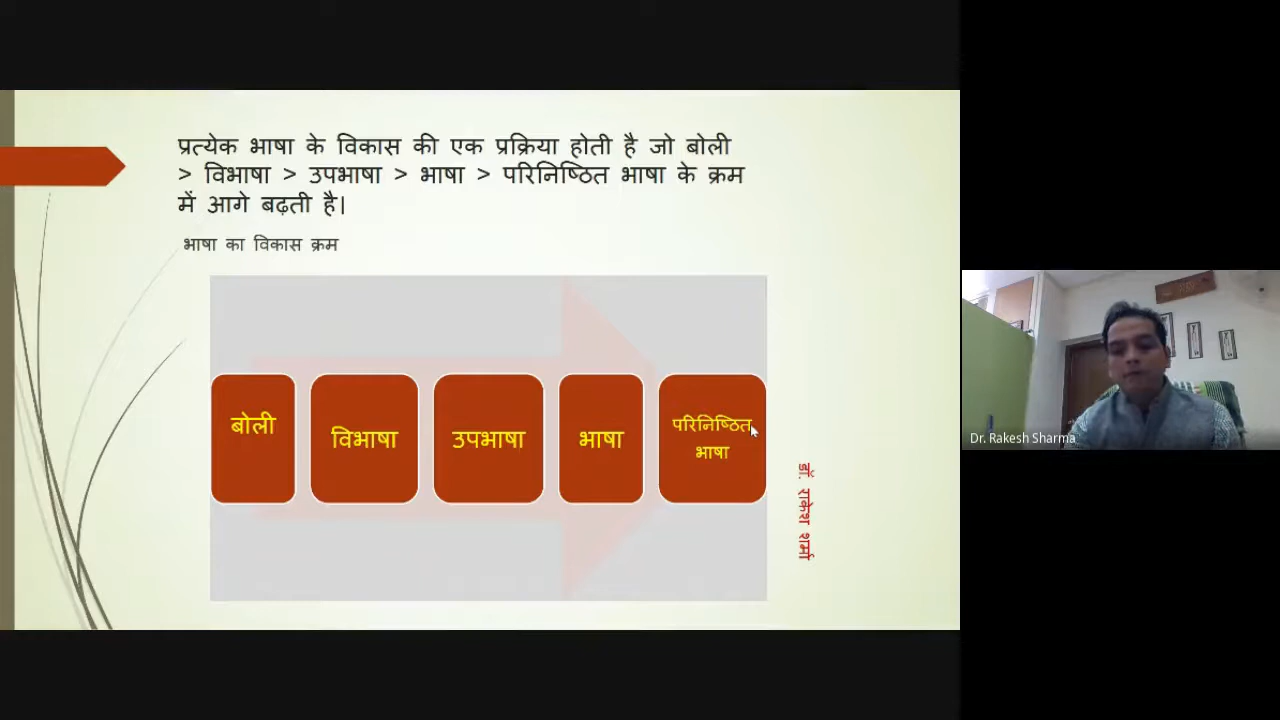 प्रत्येक भाषा के विकास की एक प्रक्रिया होती है जो बोली
> विभाषा > उपभाषा > भाषा > परिनिष्ठित भाषा के क्रम
में आगे बढ़ती है।
भाषा का विकास क्रम
बोली
विभाषा
उपभाषा
भाषा
परिनिष्ठित
भाषा
डॉ. राकेश शर्मा
Dr. Rakesh Sharma